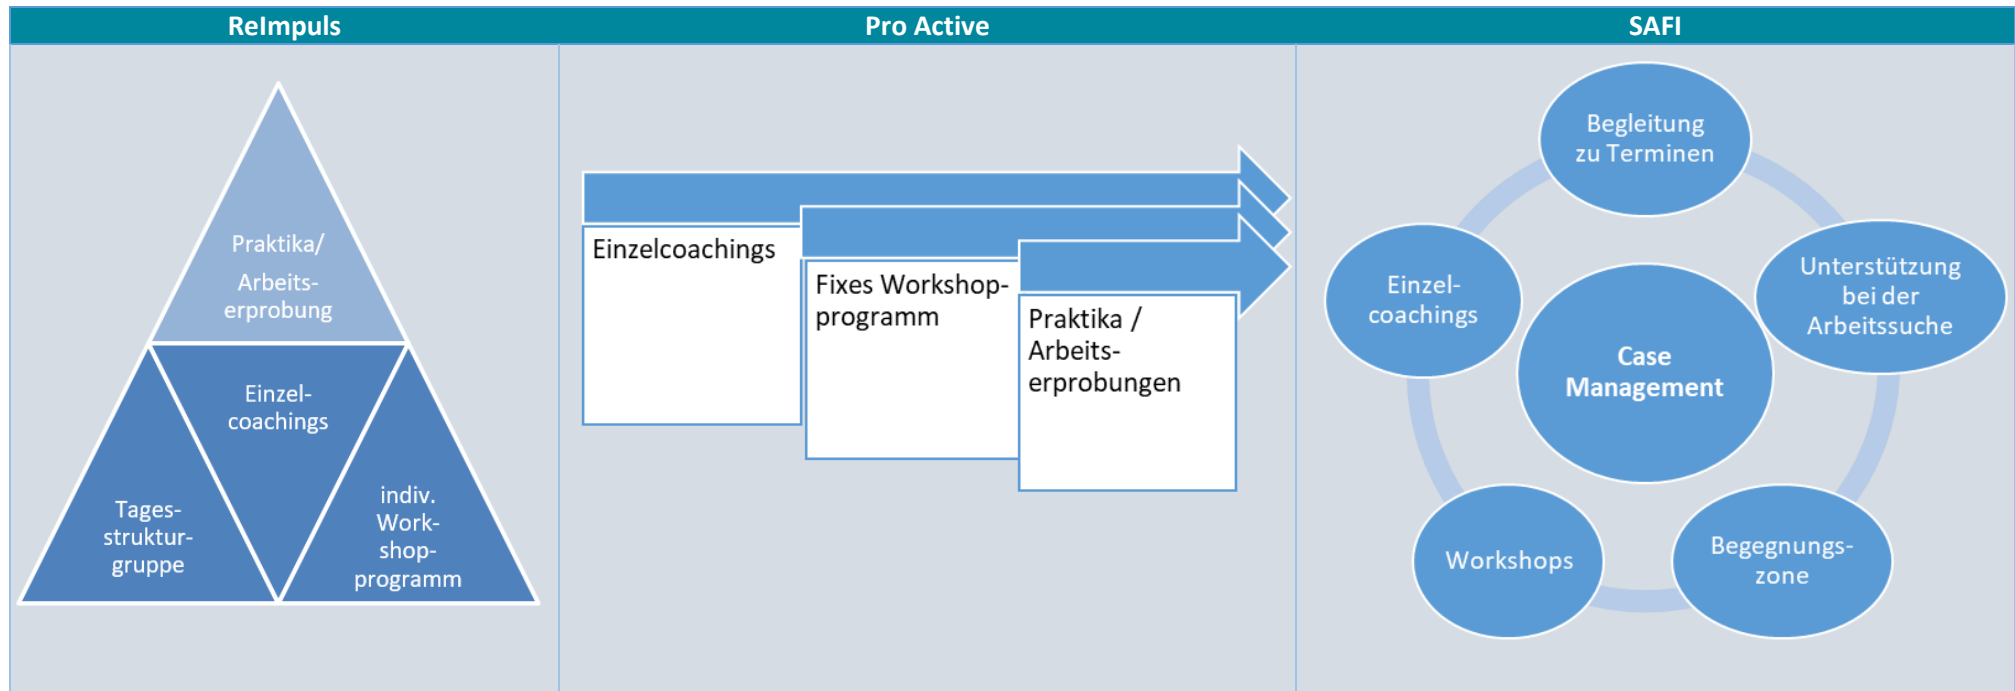 ReImpuls
Pro Active
SAFI
Praktika/
Arbeits-
erprobung
Einzel-
coachings
Tages-
struktur-
gruppe
indiv.
Work-
shop-
programm
Einzelcoachings
Fixes Workshop-
programm
Praktika /
Arbeits-
erprobungen
Begleitung
zu Terminen
Unterstützung
bei der
Arbeitssuche
Einzel-
coachings
Case
Management
Workshops
Begegnungs-
zone